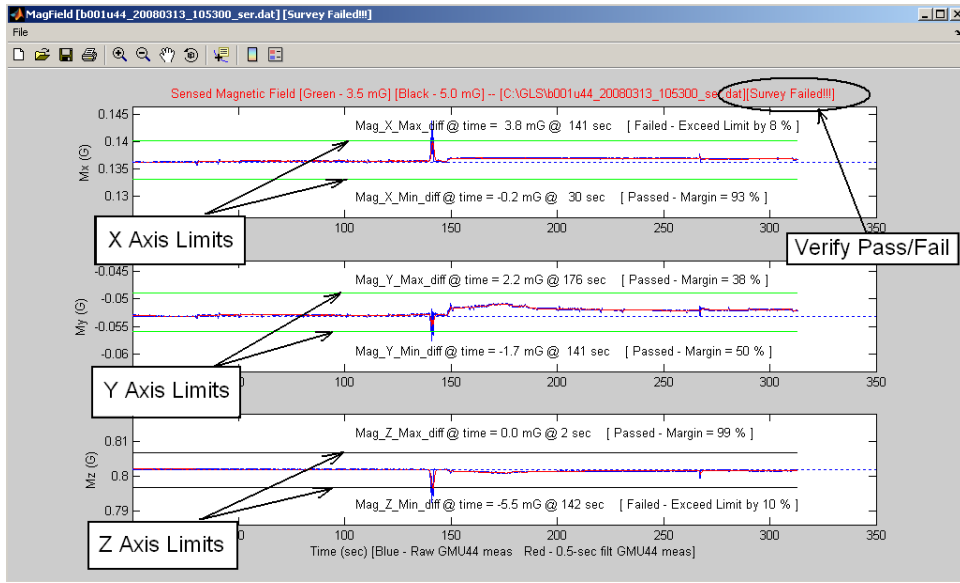 MagField [b001u44_20080313_105300_ser.dat] [Survey Failed!!!]
File
Sensed Magnetic Field [Green - 3.5 mG] [Black - 5.0 mG] -- [C:\GLS\b001u44_20080313_105300_ser.dat][Survey Failed!!!]
Mag_X_Max_diff @ time = 3.8 mG @ 141 sec [ Failed - Exceed Limit by 8 % ]
Mx (G)
0.145
0.14
0.135
0.13
Mag_X_Min_diff @ time = -0.2 mG @ 30 sec [ Passed - Margin = 93 % ]
100 150 200 250 300 350
X Axis Limits
Verify Pass/Fail
Mag_Y_Max_diff @ time = 2.2 mG @ 176 sec [ Passed - Margin = 38 % ]
My (G)
-0.045
-0.05
-0.055
-0.06
Mag_Y_Min_diff @ time = -1.7 mG @ 141 sec [ Passed - Margin = 50 % ]
100 150 200 250 300 350
Y Axis Limits
Mag_Z_Max_diff @ time = 0.0 mG @ 2 sec [ Passed - Margin = 99 % ]
Mz (G)
0.81
0.8
0.79
Mag_Z_Min_diff @ time = -5.5 mG @ 142 sec [ Failed - Exceed Limit by 10 % ]
100 150 200 250 300 350
Z Axis Limits
Time (sec) [Blue - Raw GMU44 meas Red - 0.5-sec filt GMU44 meas]